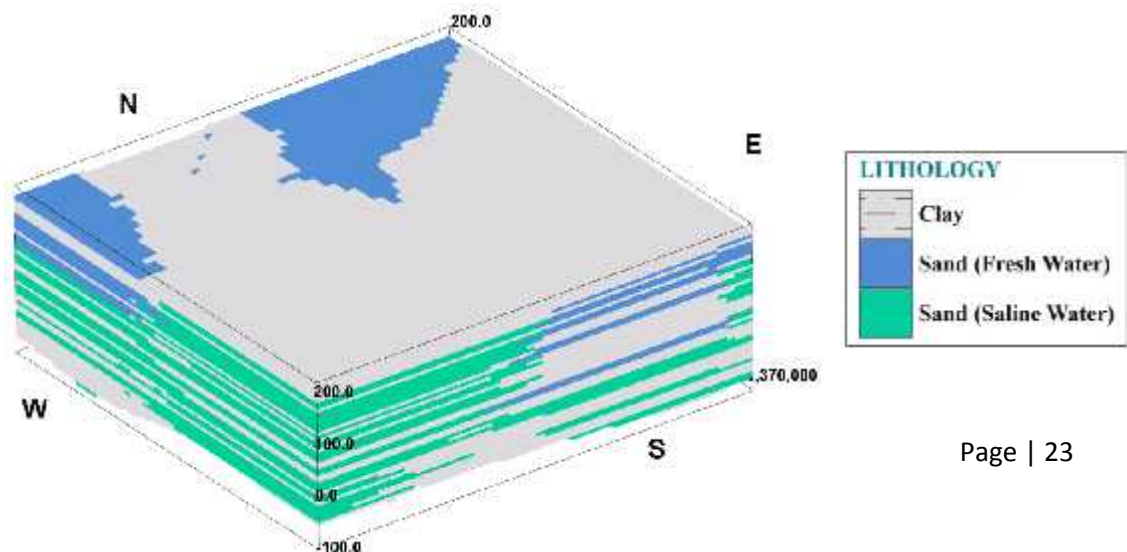 200.0
N
E
LITHOLOGY
Clay
Sand (Fresh Water)
Sand (Saline Water)
200.0
,370,000
W
100.0
S
Page | 23
0.0
-100.0